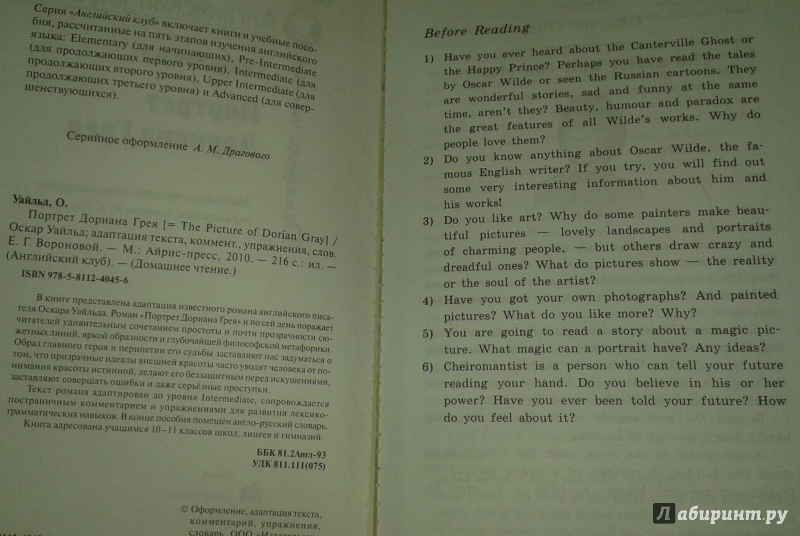 Серия «Английский клуб» включает книги и учебные посо-
бия, рассчитанные на пять этапов изучения английского
языка: Elementary (для начинающих), Pre-Intermediate
(для продолжающих первого уровня), Intermediate (для
продолжающих второго уровня), Upper Intermediate (для
продолжающих третьего уровня) и Advanced (для совер-
шенствующихся).
Серийное оформление А. М. Драгового
Уайльд, О.
Портрет Дориана Грея [= The Picture of Dorian Gray] /
Оскар Уайльд; адаптация текста, коммент., упражнения, слов.
Е. Г. Вороновой. — М.: Айрис-пресс, 2010. — 216 с.: ил. —
(Английский клуб). — (Домашнее чтение.)
ISBN 978-5-8112-4045-6
В книге представлена адаптация известного романа английского писа-
теля Оскара Уайльда. Роман «Портрет Дориана Грея» и по сей день поражает
читателей удивительным сочетанием простоты и почти прозрачности сю-
жетных линий, яркой образности и глубочайшей философской метафорики.
Образ главного героя и перипетии его судьбы заставляют нас задуматься о
том, что призрачные идеалы внешней красоты часто уводят человека от по-
нимания красоты истинной, делают его беззащитным перед искушениями,
заставляют совершать ошибки и даже серьёзные проступки.
Текст романа адаптирован до уровня Intermediate, сопровождается
постраничным комментарием и упражнениями для развития лексико-
грамматических навыков. В конце пособия помещён англо-русский словарь.
Книга адресована учащимся 10–11 классов школ, лицеев и гимназий.
ББК 81.2Англ-93
УДК 811.111(075)
© Оформление, адаптация текста,
комментарий, упражнения,
словарь. ООО «Издательство
Before Reading
1) Have you ever heard about the Canterville Ghost or
the Happy Prince? Perhaps you have read the tales
by Oscar Wilde or seen the Russian cartoons. They
are wonderful stories, sad and funny at the same
time, aren't they? Beauty, humour and paradox are
the great features of all Wilde's works. Why do
people love them?
2) Do you know anything about Oscar Wilde, the fa-
mous English writer? If you try, you will find out
some very interesting information about him and
his works!
3) Do you like art? Why do some painters make beau-
tiful pictures — lovely landscapes and portraits
of charming people, — but others draw crazy and
dreadful ones? What do pictures show — the reality
or the soul of the artist?
4) Have you got your own photographs? And painted
pictures? What do you like more? Why?
5) You are going to read a story about a magic pic-
ture. What magic can a portrait have? Any ideas?
6) Cheiromantist is a person who can tell your future
reading your hand. Do you believe in his or her
power? Have you ever been told your future? How
do you feel about it?
Лабиринт.ру